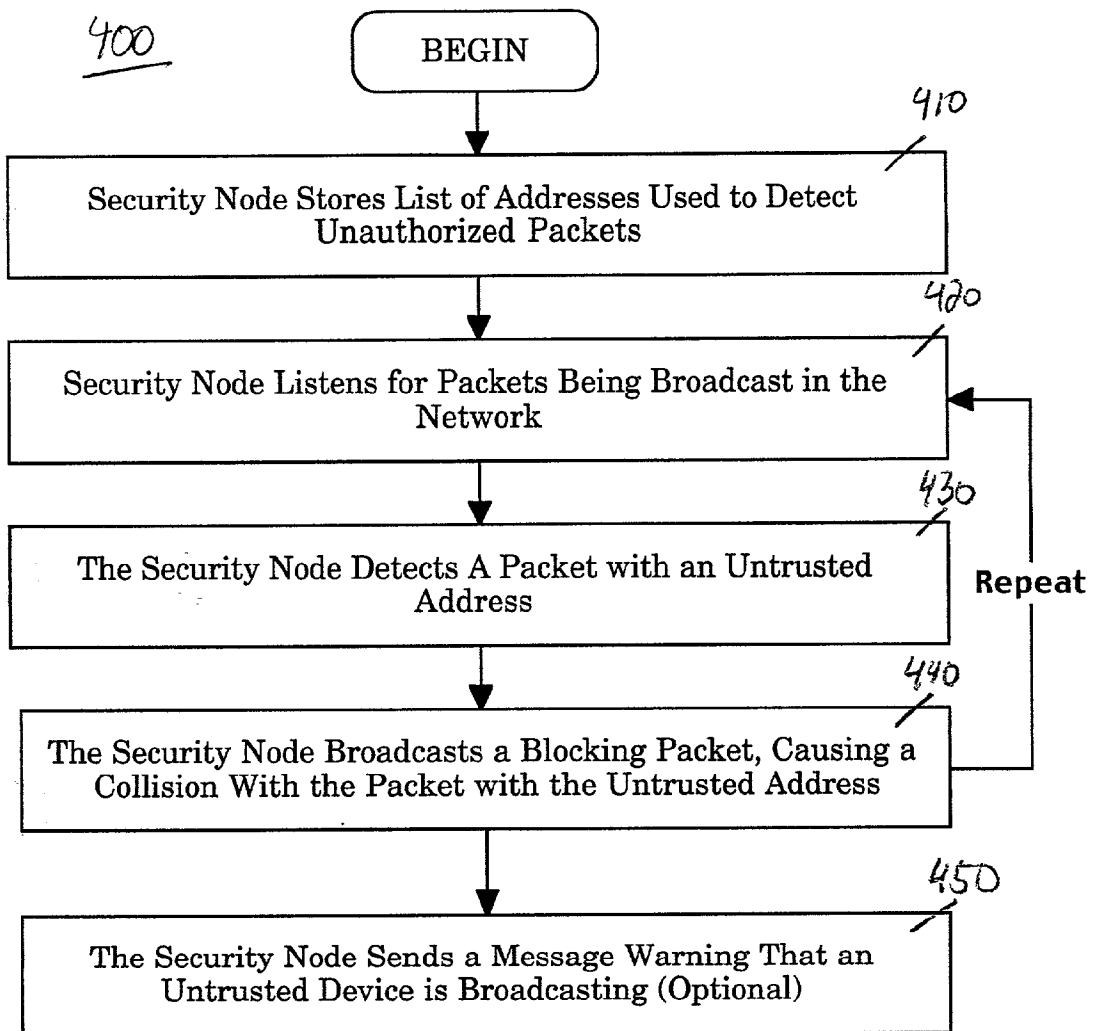 400
BEGIN
410
Security Node Stores List of Addresses Used to Detect
Unauthorized Packets
420
Security Node Listens for Packets Being Broadcast in the
Network
430
The Security Node Detects A Packet with an Untrusted
Address
Repeat
440
The Security Node Broadcasts a Blocking Packet, Causing a
Collision With the Packet with the Untrusted Address
450
The Security Node Sends a Message Warning That an
Untrusted Device is Broadcasting (Optional)